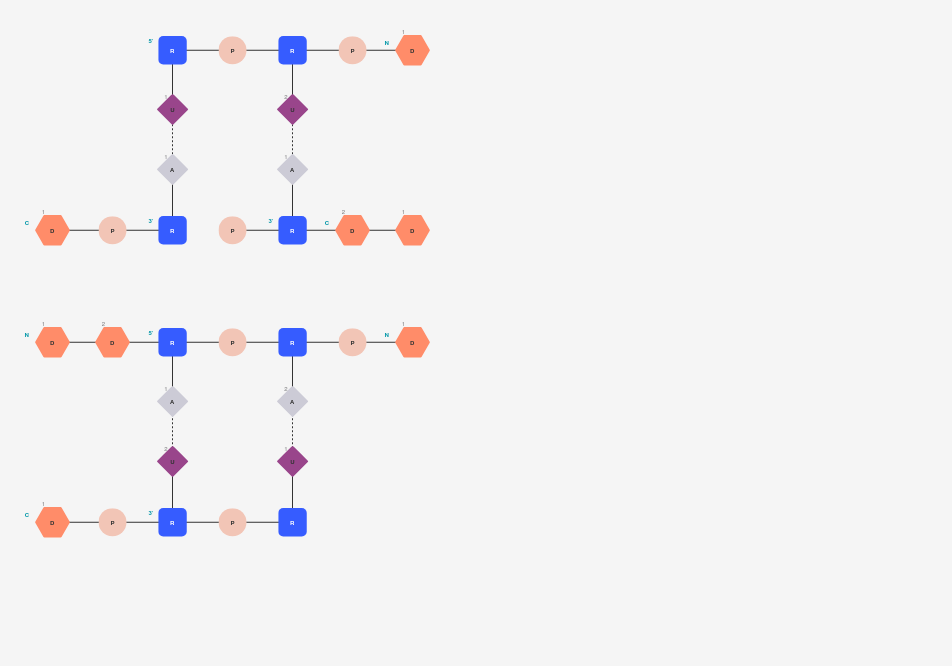 5' R P R P N 1 D
1 U 2 U
1 A 1 A
C 1 D P 3' R P 3' R C 2 D 1 D
N 1 D 2 D 5' R P R P N 1 D
1 A 2 A
2 U 1 U
C 1 D P 3' R P R